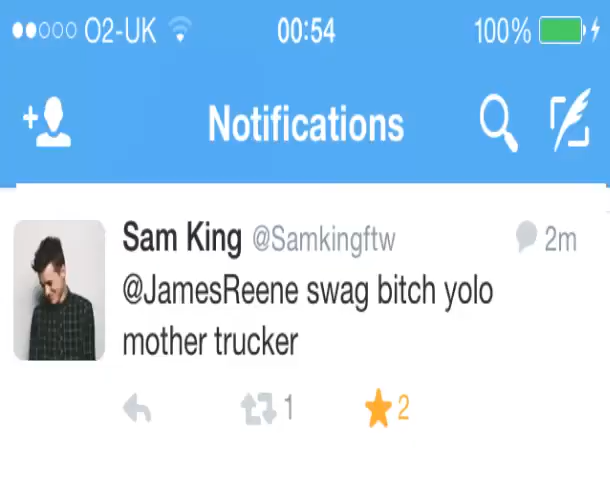 O2-UK 00:54 100%
Notifications
Sam King @Samkingftw 2m
@JamesReene swag bitch yolo
mother trucker
1 2